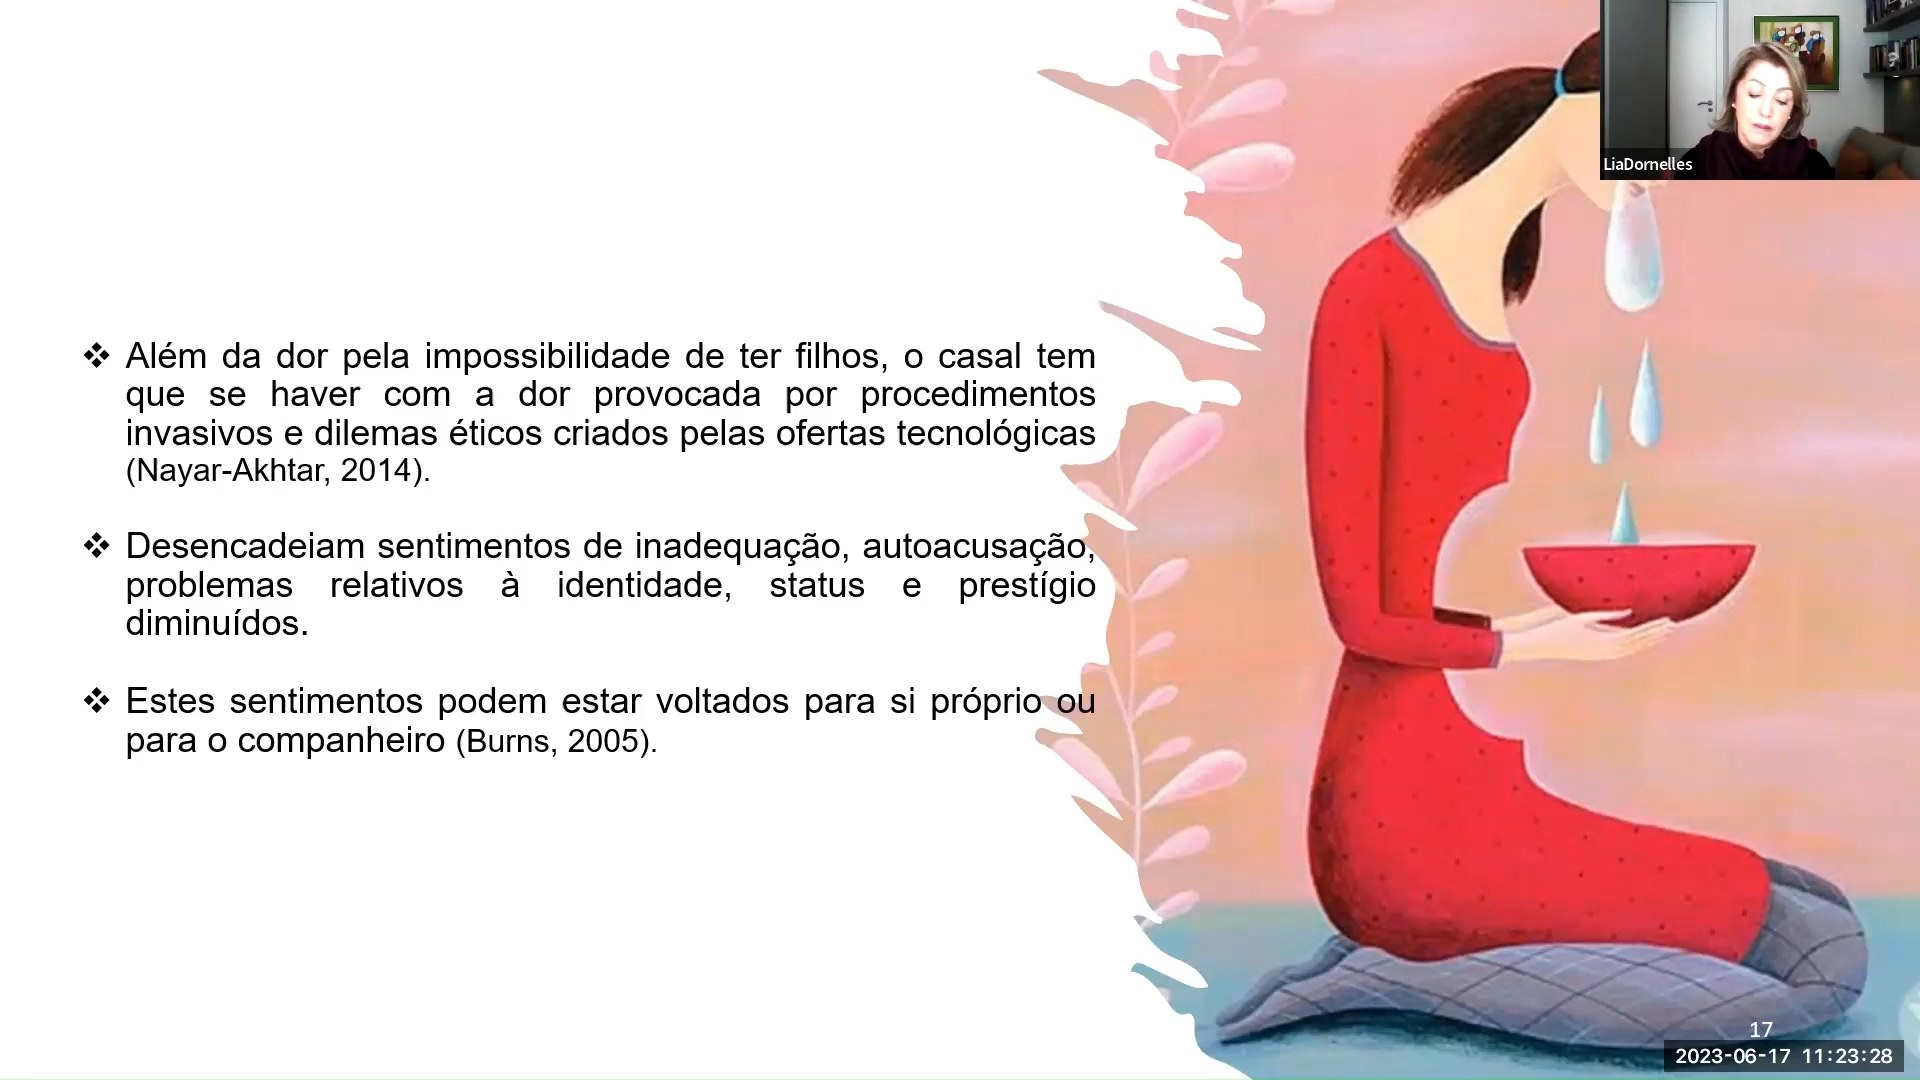 LiaDornelles
❖ Além da dor pela impossibilidade de ter filhos, o casal tem
que se haver com a dor provocada por procedimentos
invasivos e dilemas éticos criados pelas ofertas tecnológicas
(Nayar-Akhtar, 2014).
❖ Desencadeiam sentimentos de inadequação, autoacusação,
problemas relativos à identidade, status e prestígio
diminuídos.
❖ Estes sentimentos podem estar voltados para si próprio ou
para o companheiro (Burns, 2005).
17
2023-06-17 11:23:28